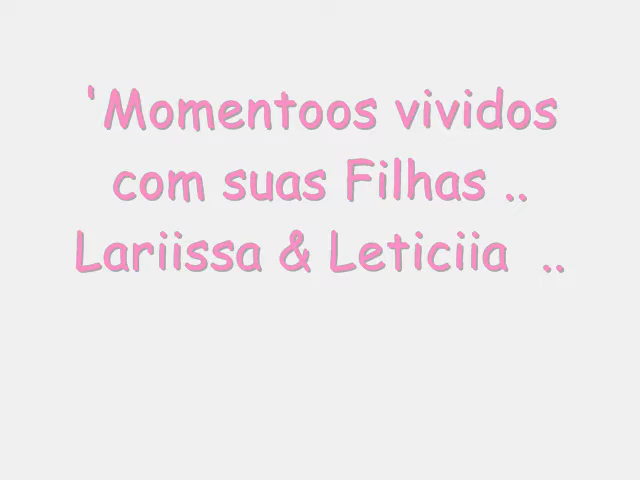 'Momentoos vividos
com suas Filhas ..
Lariissa & Leticiia ..